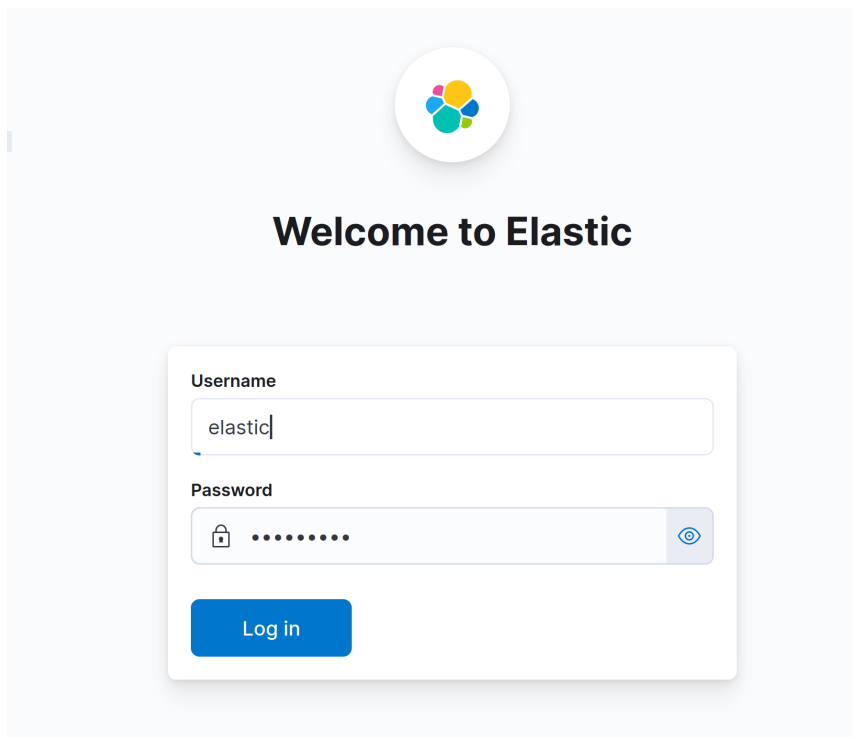 Welcome to Elastic
Username
elastic
Password
•••••••••
Log in